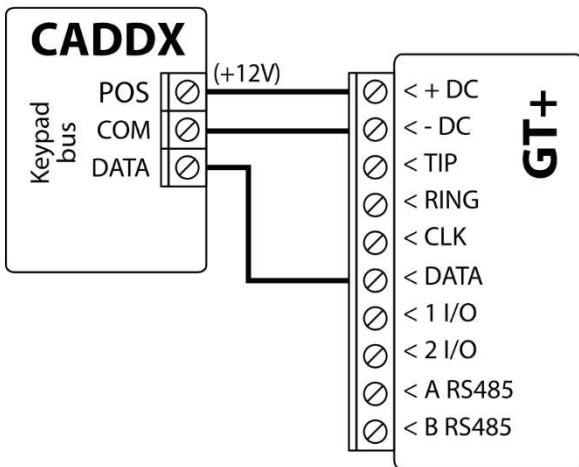 CADDX
Keypad
bus
POS
COM
DATA
(+12V)
GT+
< + DC
< - DC
< TIP
< RING
< CLK
< DATA
< 1 I/O
< 2 I/O
< A RS485
< B RS485